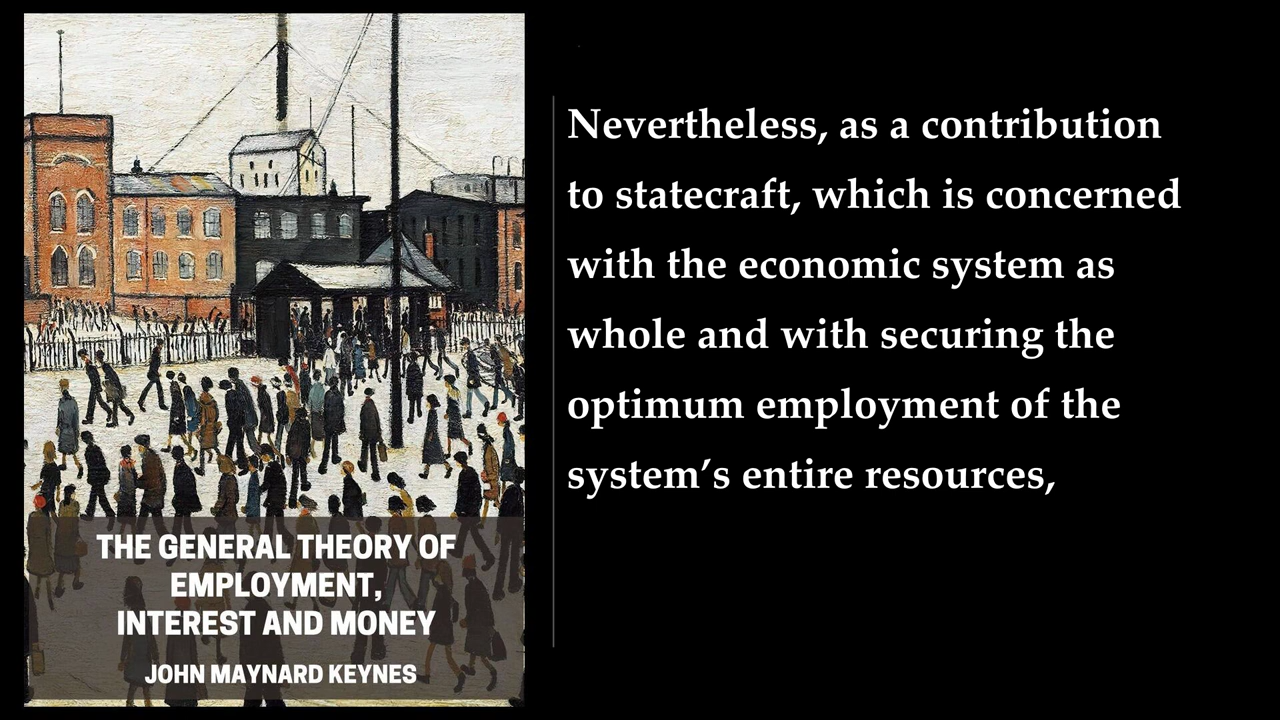 THE GENERAL THEORY OF
EMPLOYMENT,
INTEREST AND MONEY
JOHN MAYNARD KEYNES
Nevertheless, as a contribution
to statecraft, which is concerned
with the economic system as
whole and with securing the
optimum employment of the
system’s entire resources,